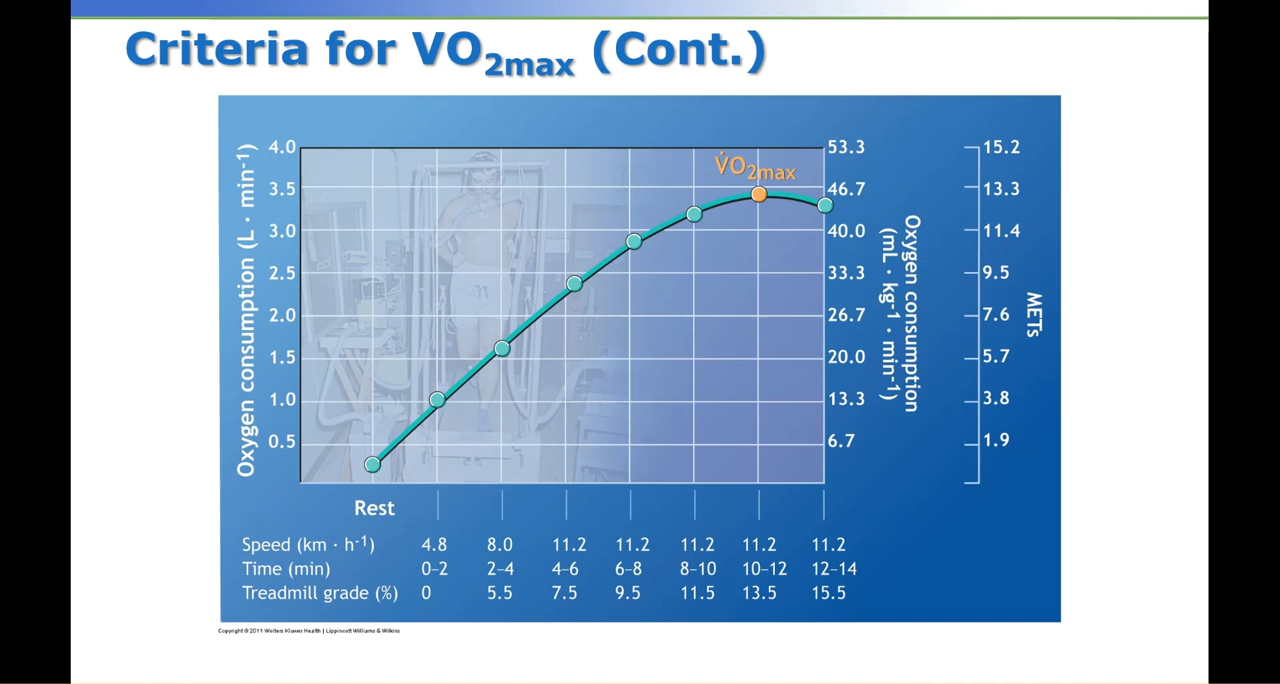 Criteria for VO2max (Cont.)
Oxygen consumption (L · min-1)
4.0
3.5
3.0
2.5
2.0
1.5
1.0
0.5
V̇O2max
53.3
46.7
40.0
33.3
26.7
20.0
13.3
6.7
Oxygen consumption
(mL · kg-1 · min-1)
15.2
13.3
11.4
9.5
7.6
5.7
3.8
1.9
METs
Rest
Speed (km · h-1) 4.8 8.0 11.2 11.2 11.2 11.2 11.2
Time (min) 0–2 2–4 4–6 6–8 8–10 10–12 12–14
Treadmill grade (%) 0 5.5 7.5 9.5 11.5 13.5 15.5
Copyright © 2011 Wolters Kluwer Health | Lippincott Williams & Wilkins